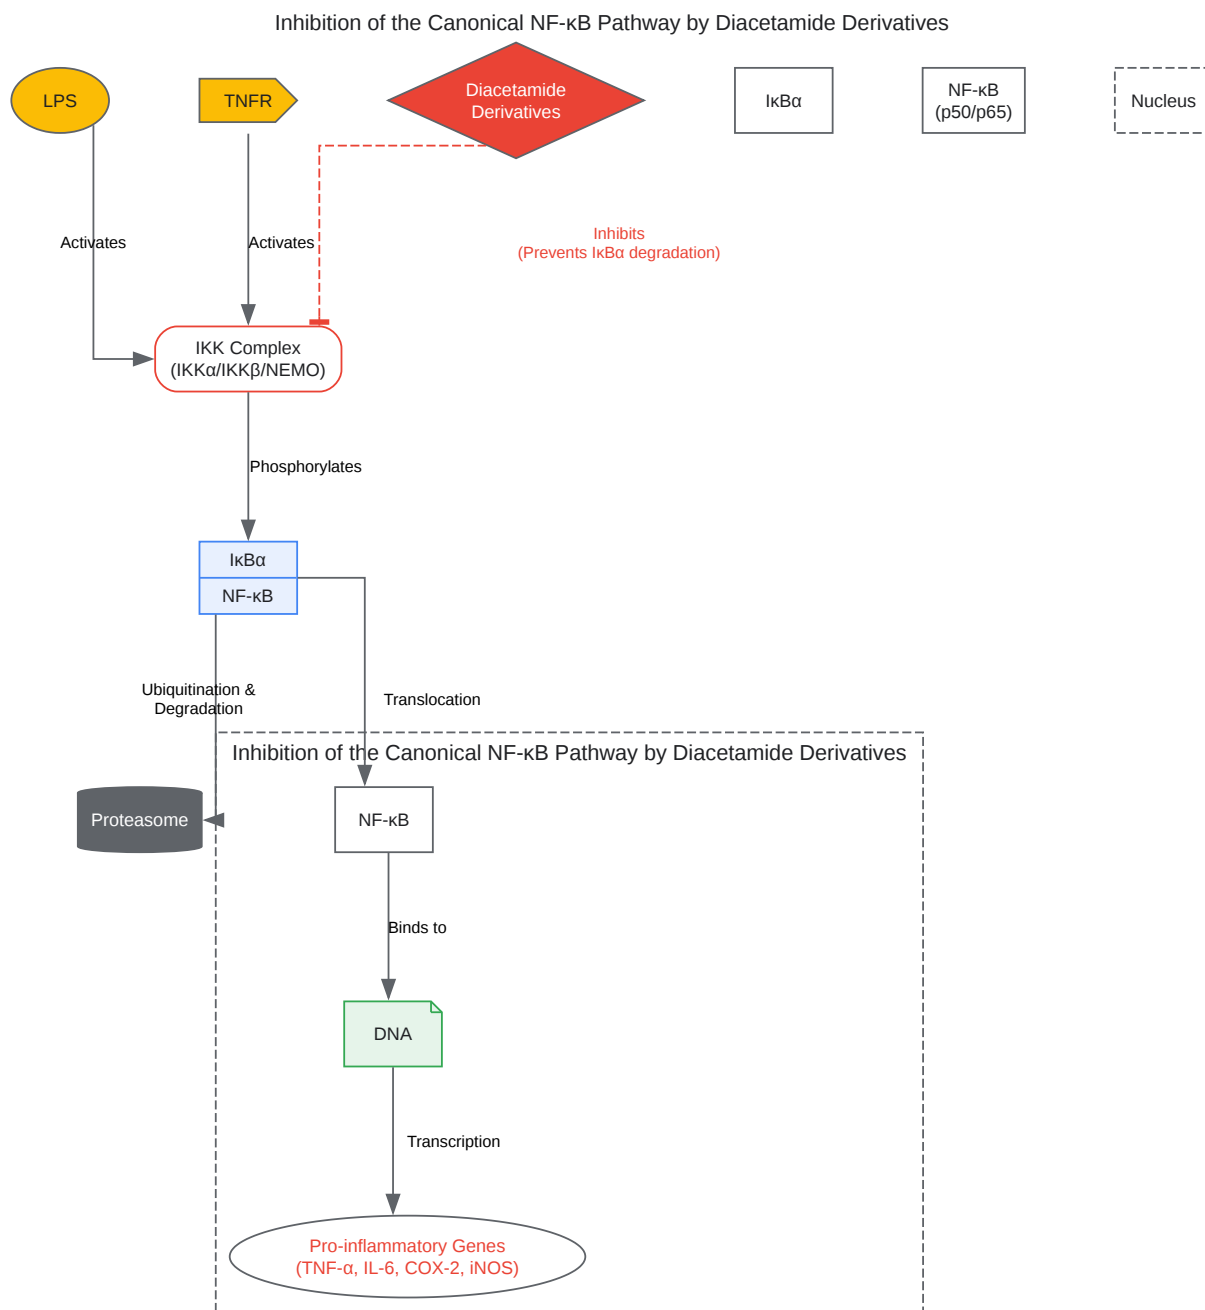 Inhibition of the Canonical NF-κB Pathway by Diacetamide Derivatives
LPS
TNFR
Diacetamide
Derivatives
IκBα
NF-κB
(p50/p65)
Nucleus
Activates
Activates
Inhibits
(Prevents IκBα degradation)
IKK Complex
(IKKα/IKKβ/NEMO)
Phosphorylates
IκBα
NF-κB
Ubiquitination &
Degradation
Translocation
Inhibition of the Canonical NF-κB Pathway by Diacetamide Derivatives
Proteasome
NF-κB
Binds to
DNA
Transcription
Pro-inflammatory Genes
(TNF-α, IL-6, COX-2, iNOS)